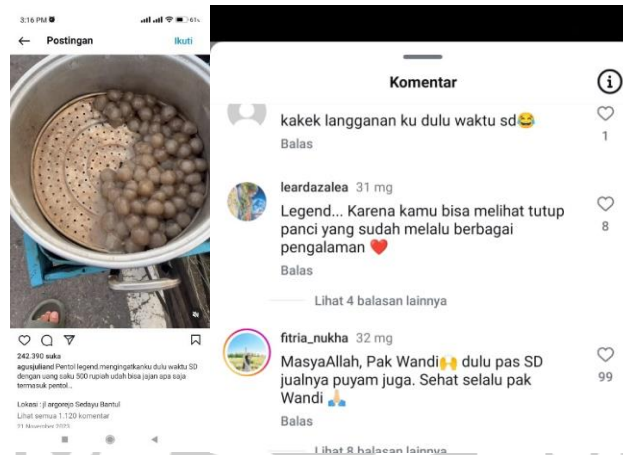 3:16 PM
61%
Postingan
Ikuti
242.390 suka
agusjuliand Pentol legend.mengingatkanku dulu waktu SD
dengan uang saku 500 rupiah udah bisa jajan apa saja
termasuk pentol..
Lokasi : jl argorejo Sedayu Bantul
Lihat semua 1.120 komentar
21 November 2023
Komentar
kakek langganan ku dulu waktu sd😂
1
Balas
leardazalea 31 mg
Legend... Karena kamu bisa melihat tutup
panci yang sudah melalu berbagai
pengalaman ❤️
8
Balas
Lihat 4 balasan lainnya
fitria_nukha 32 mg
MasyaAllah, Pak Wandi🙌 dulu pas SD
jualnya puyam juga. Sehat selalu pak
Wandi 🙏🏻
99
Balas
Lihat 8 balasan lainnya